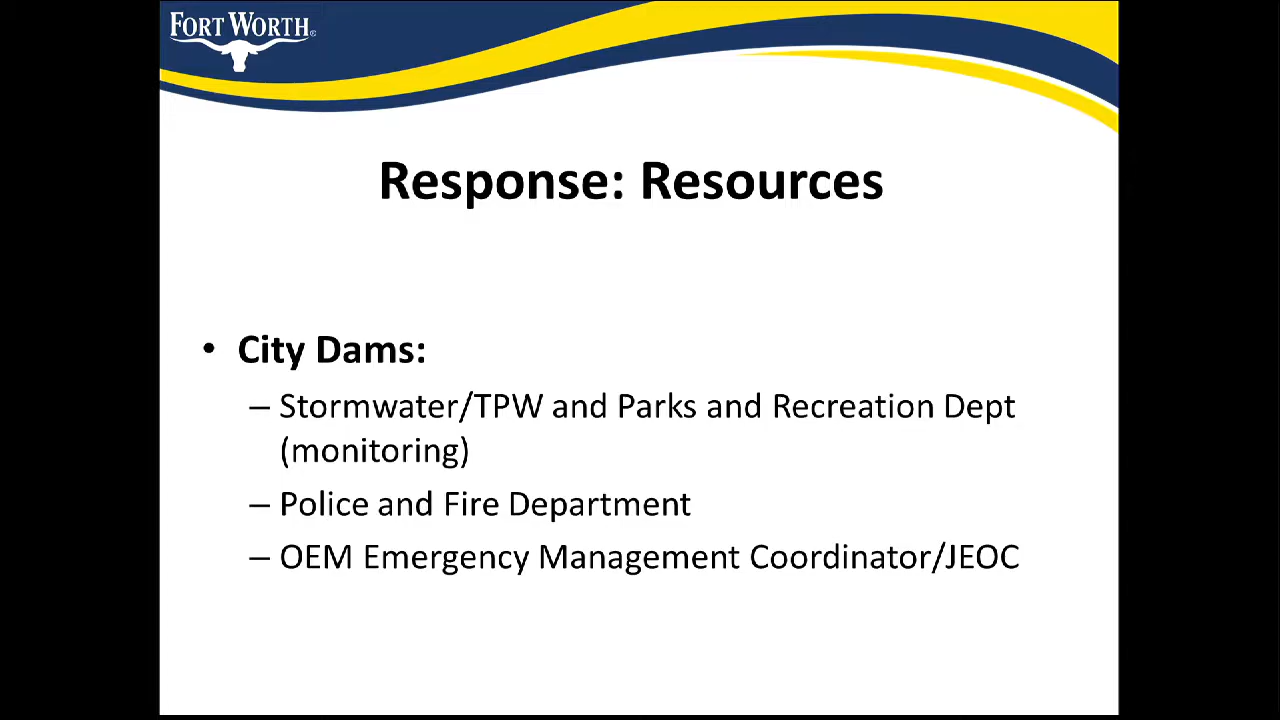 FORT WORTH®
Response: Resources
• City Dams:
– Stormwater/TPW and Parks and Recreation Dept
(monitoring)
– Police and Fire Department
– OEM Emergency Management Coordinator/JEOC